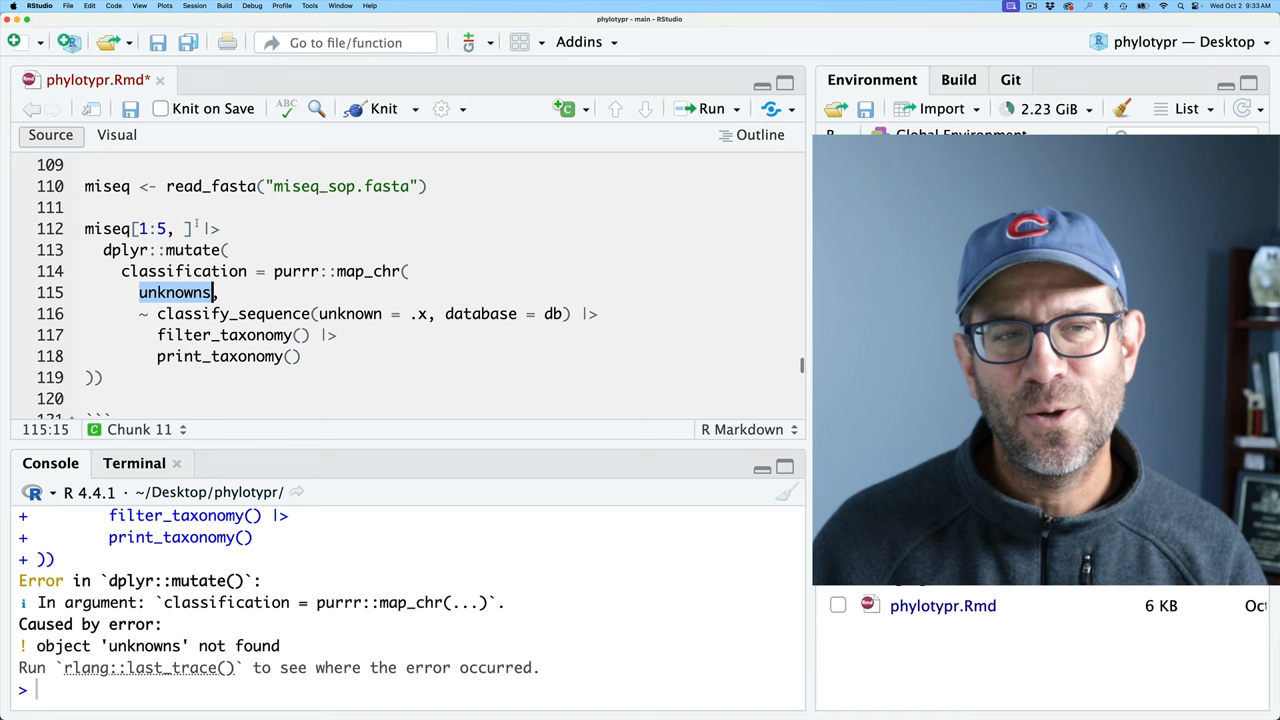 RStudio File Edit Code View Plots Session Build Debug Profile Tools Window Help Wed Oct 2 9:33 AM
phylotypr - main - RStudio
Go to file/function Addins phylotypr — Desktop
phylotypr.Rmd*
Knit on Save ABC Knit Run
Source Visual Outline
109
110 miseq <- read_fasta("miseq_sop.fasta")
111
112 miseq[1:5, ] |>
113 dplyr::mutate(
114 classification = purrr::map_chr(
115 unknowns,
116 ~ classify_sequence(unknown = .x, database = db) |>
117 filter_taxonomy() |>
118 print_taxonomy()
119 ))
120
121 ```
115:15 Chunk 11 R Markdown
Console Terminal
R 4.4.1 · ~/Desktop/phylotypr/
+ filter_taxonomy() |>
+ print_taxonomy()
+ ))
Error in `dplyr::mutate()`:
ℹ In argument: `classification = purrr::map_chr(...)`.
Caused by error:
! object 'unknowns' not found
Run `rlang::last_trace()` to see where the error occurred.
>
Environment Build Git
Import 2.23 GiB List
R Global Environment
C
phylotypr.Rmd 6 KB Oct